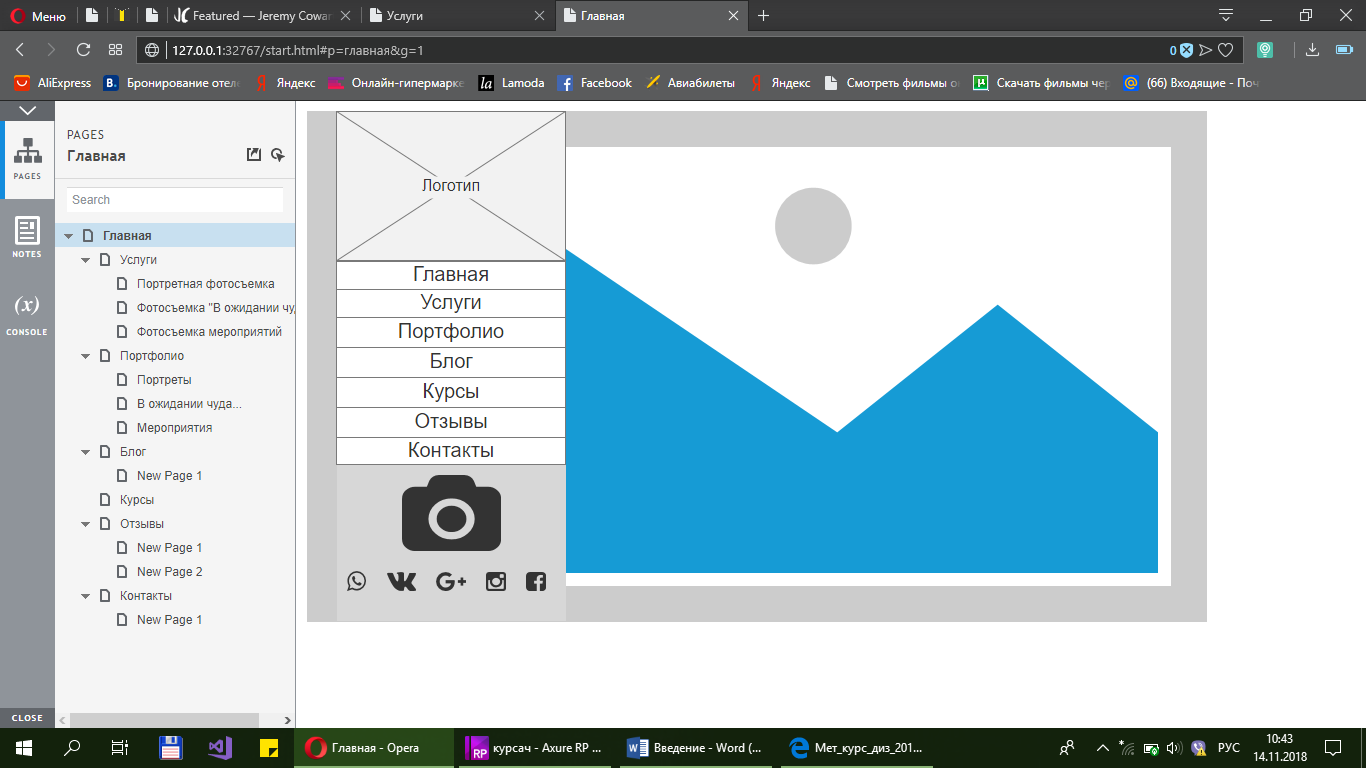 Меню
Featured — Jeremy Cowar
Услуги
Главная
127.0.0.1:32767/start.html#p=главная&g=1
0
AliExpress
B. Бронирование отеле
Яндекс
Онлайн-гипермарке
la Lamoda
Facebook
Авиабилеты
Яндекс
Смотреть фильмы о
Скачать фильмы чер
(66) Входящие - Поч
PAGES
Главная
PAGES
NOTES
(x)
CONSOLE
CLOSE
Search
Главная
Услуги
Портретная фотосъемка
Фотосъемка "В ожидании чу
Фотосъемка мероприятий
Портфолио
Портреты
В ожидании чуда...
Мероприятия
Блог
New Page 1
Курсы
Отзывы
New Page 1
New Page 2
Контакты
New Page 1
Логотип
Главная
Услуги
Портфолио
Блог
Курсы
Отзывы
Контакты
G+
Главная - Opera
RP
курсач - Axure RP ...
Введение - Word (...
Мет_курс_диз_201...
РУС
10:43
14.11.2018